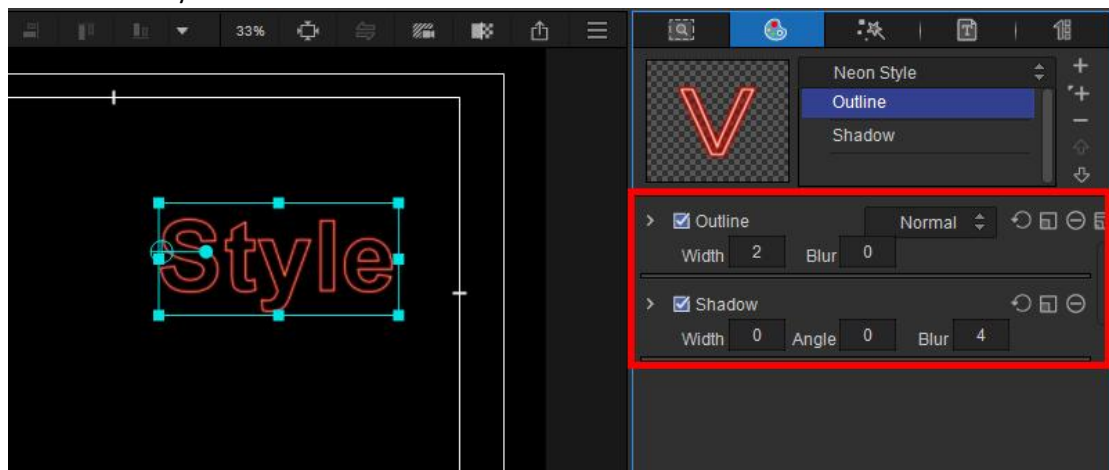 33%
Neon Style
Outline
Shadow
V
Style
Outline Normal
Width 2 Blur 0
Shadow
Width 0 Angle 0 Blur 4